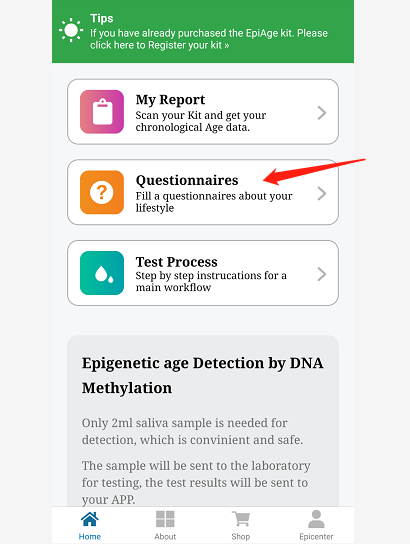 Tips
If you have already purchased the EpiAge kit. Please
click here to Register your kit »
My Report
Scan your Kit and get your
chronological Age data.
Questionnaires
Fill a questionnaires about your
lifestyle
Test Process
Step by step instrucations for a
main workflow
Epigenetic age Detection by DNA
Methylation
Only 2ml saliva sample is needed for
detection, which is convinient and safe.
The sample will be sent to the laboratory
for testing, the test results will be sent to
your APP.
Home
About
Shop
Epicenter